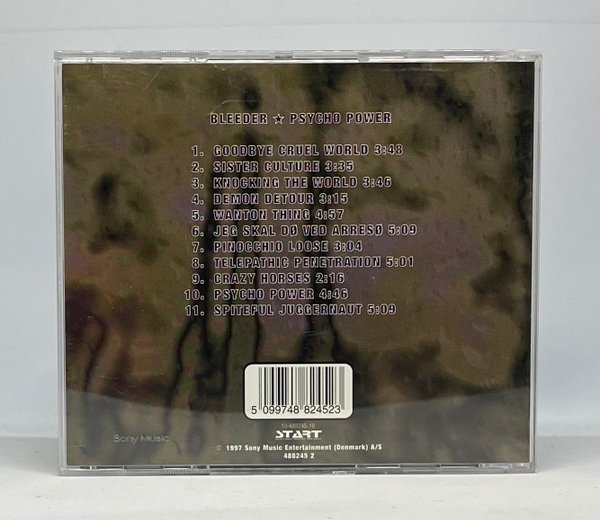 BLEEDER ☆ PSYCHO POWER
1. GOODBYE CRUEL WORLD 3:48
2. SISTER CULTURE 3:35
3. KNOCKING THE WORLD 3:46
4. DEMON DETOUR 3:15
5. WANTON THING 4:57
6. JEG SKAL DØ VED ARRESØ 5:09
7. PINOCCHIO LOOSE 3:04
8. TELEPATHIC PENETRATION 5:01
9. CRAZY HORSES 2:16
10. PSYCHO POWER 4:46
11. SPITEFUL JUGGERNAUT 5:09
5 099748 824523
10-488245-10
START
Sony Music
© 1997 Sony Music Entertainment (Denmark) A/S
488245 2